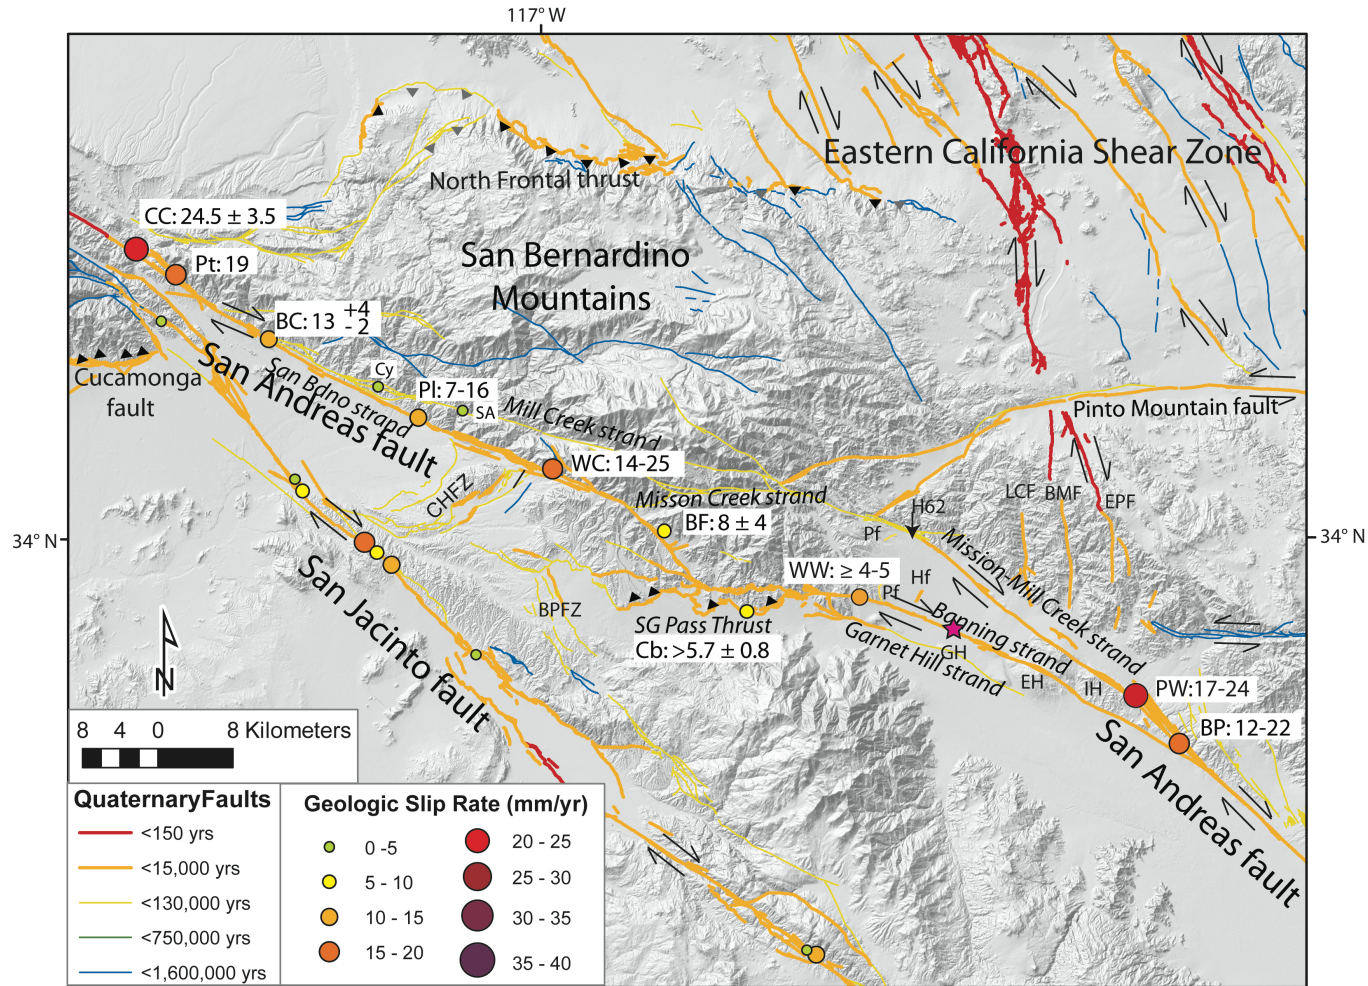 117° W
Eastern California Shear Zone
North Frontal thrust
CC: 24.5 ± 3.5
San Bernardino
Mountains
Pt: 19
BC: 13 +4 -2
Cucamonga
fault
San Andreas fault
San Bdno strand
Cy
Pl: 7-16
SA
Mill Creek strand
Pinto Mountain fault
WC: 14-25
Misson Creek strand
CHFZ
BF: 8 ± 4
H62
LCF
BMF
EPF
Pf
34° N
34° N
Mission-Mill Creek strand
WW: ≥ 4-5
Hf
Pf
San Jacinto fault
BPFZ
SG Pass Thrust
Cb: >5.7 ± 0.8
Banning strand
Garnet Hill strand
GH
EH
IH
PW: 17-24
BP: 12-22
San Andreas fault
N
8 4 0 8 Kilometers
QuaternaryFaults
<150 yrs
<15,000 yrs
<130,000 yrs
<750,000 yrs
<1,600,000 yrs
Geologic Slip Rate (mm/yr)
0 -5
5 - 10
10 - 15
15 - 20
20 - 25
25 - 30
30 - 35
35 - 40